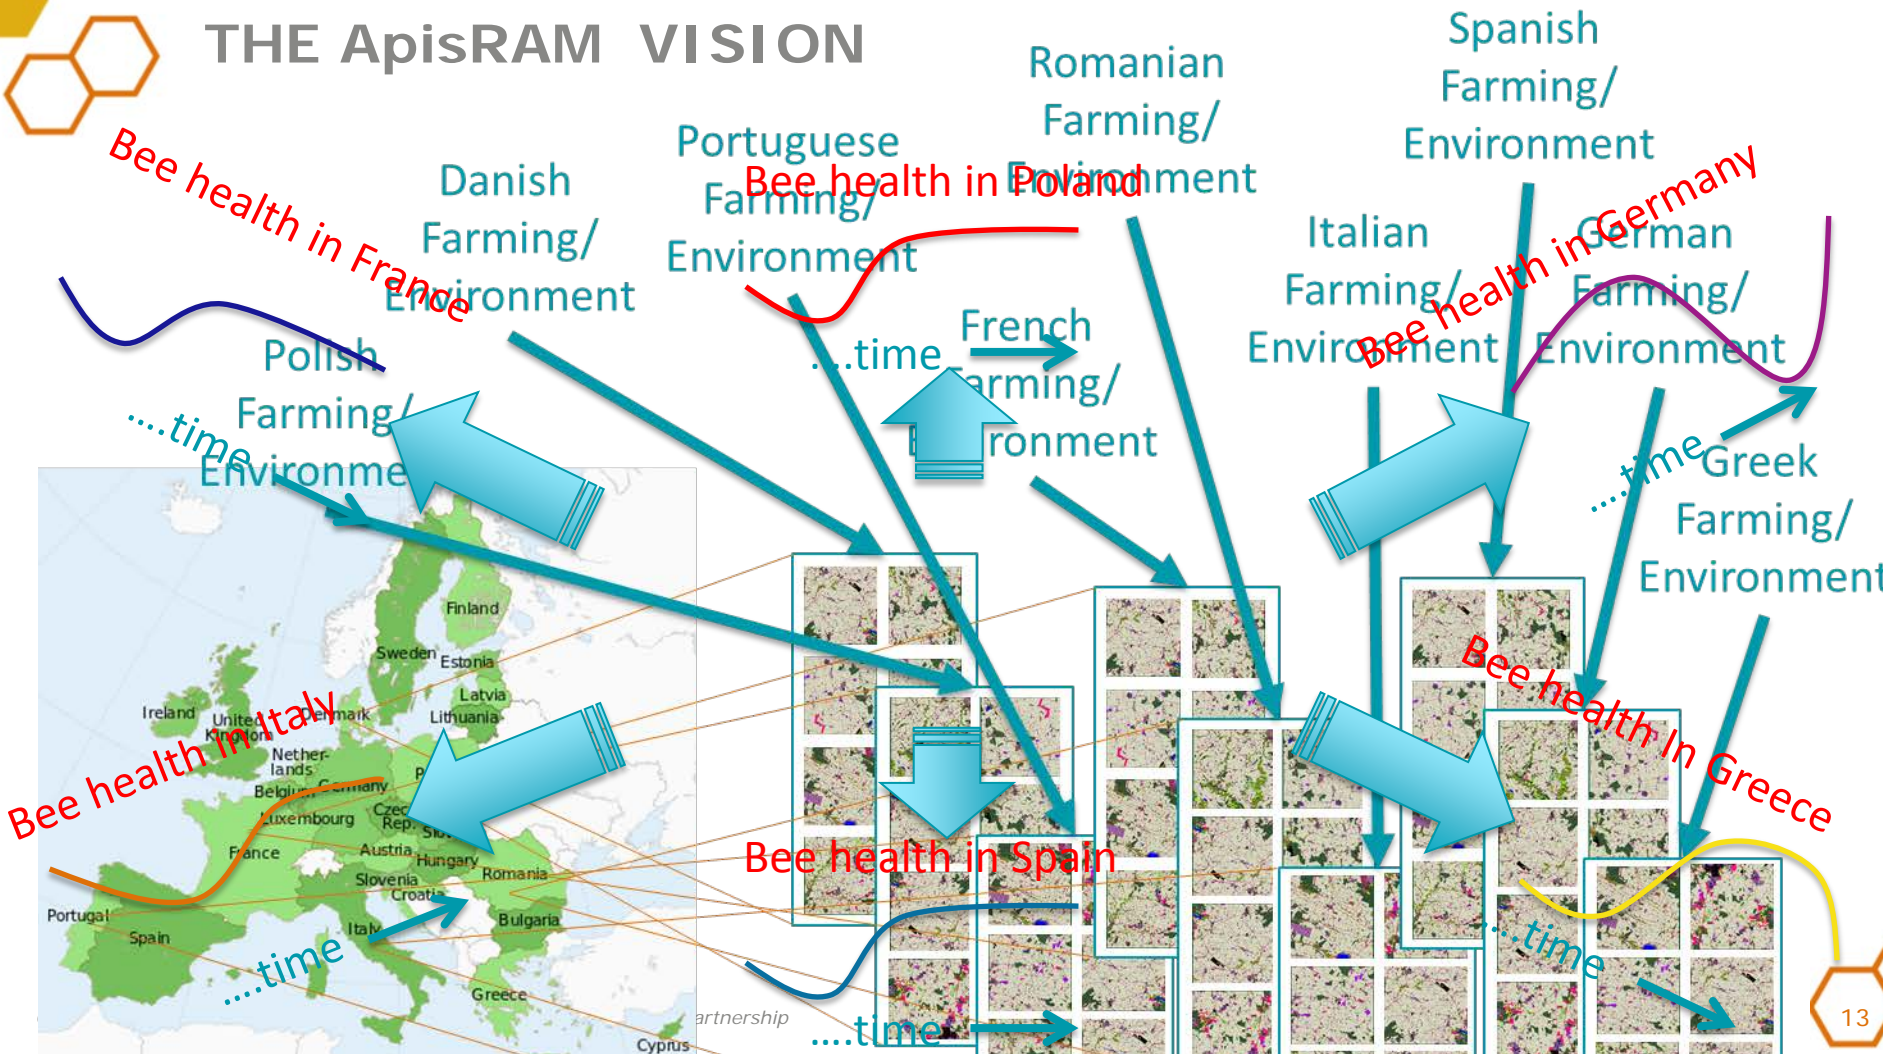 THE ApisRAM VISION
Spanish
Farming/
Environment
Romanian
Farming/
Environment
Portuguese
Farming/
Environment
Bee health in France
Danish
Farming/
Environment
Bee health in Poland
Bee health in Germany
Italian
Farming/
Environment
German
Farming/
Environment
French
Farming/
Environment
....time
Polish
Farming/
Environme
....time
....time
Greek
Farming/
Environment
Finland
Sweden
Estonia
Latvia
Lithuania
Ireland
United
Kingdom
Denmark
Nether-
lands
Belgium
Germany
Luxembourg
Czec
Rep.
France
Austria
Hungary
Slovenia
Croatia
Romania
Portugal
Spain
Italy
Bulgaria
Greece
Cyprus
Bee health in Italy
....time
Bee health in Spain
....time
Bee health In Greece
....time
artnership
13